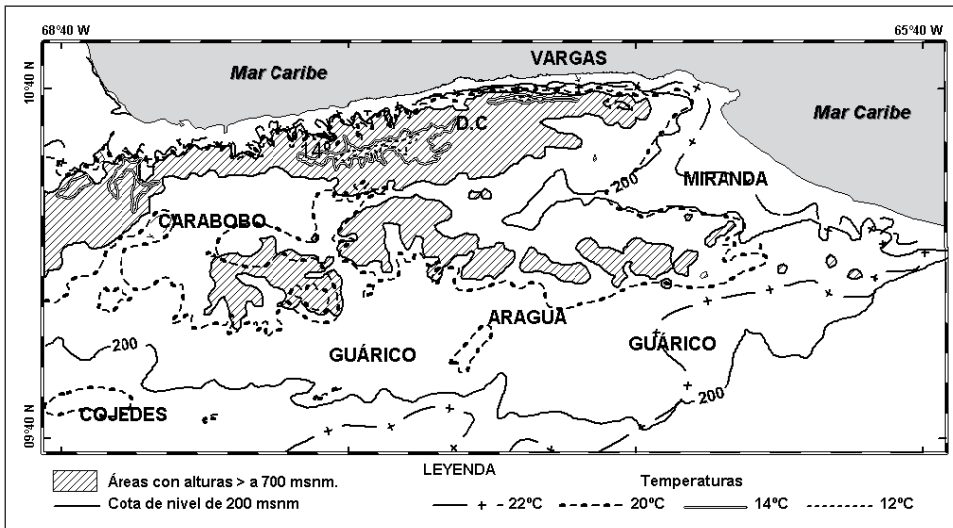 68°40 W
65°40 W
VARGAS
10°40 N
Mar Caribe
Mar Caribe
D.C
14°
200
MIRANDA
CARABOBO
ARAGUA
200
GUÁRICO
GUÁRICO
200
COJEDES
09°40 N
LEYENDA
Áreas con alturas > a 700 msnm.
Temperaturas
Cota de nivel de 200 msnm
22ºC
20ºC
14ºC
12ºC